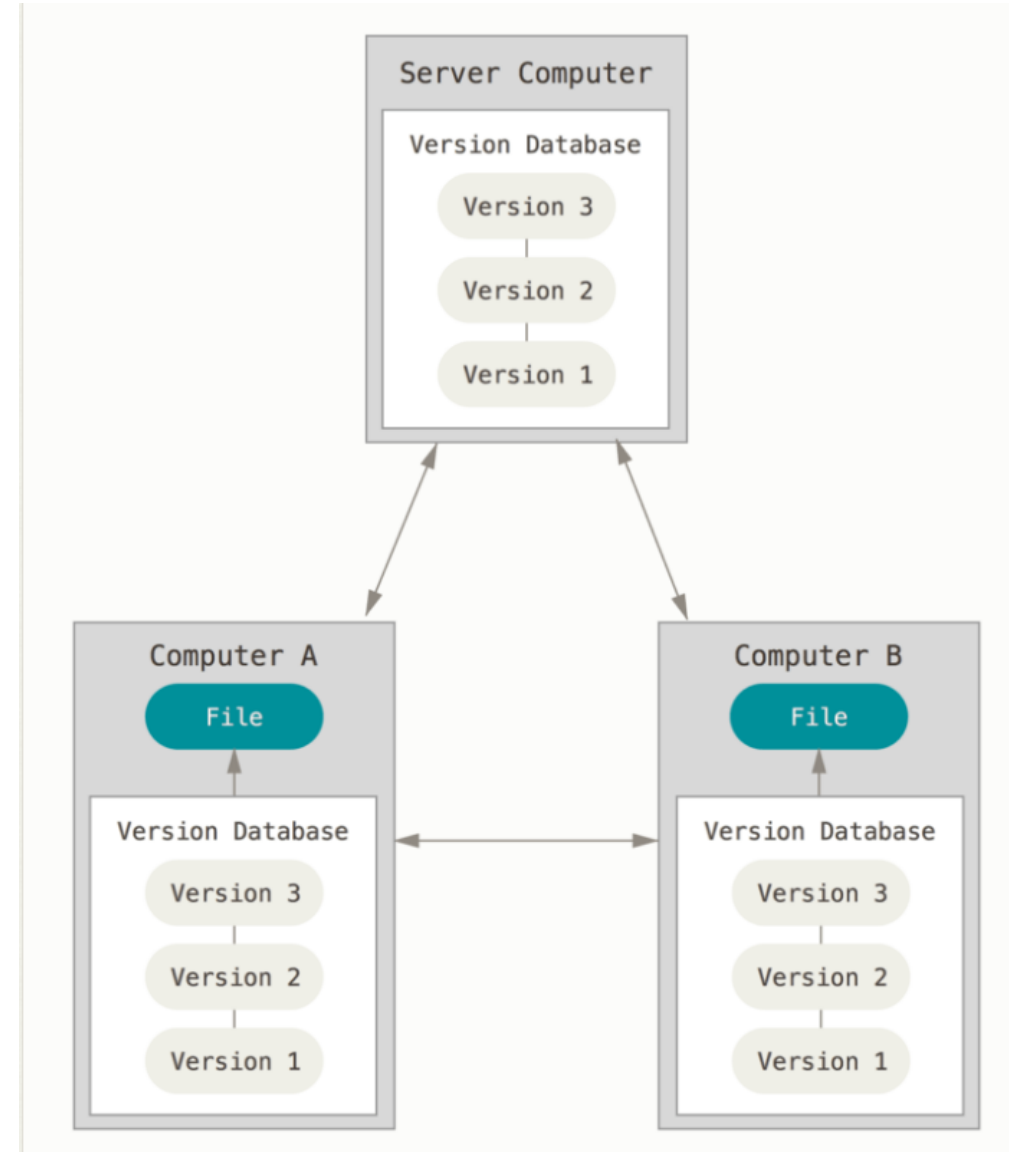 Server Computer
Version Database
Version 3
Version 2
Version 1
Computer A
File
Version Database
Version 3
Version 2
Version 1
Computer B
File
Version Database
Version 3
Version 2
Version 1